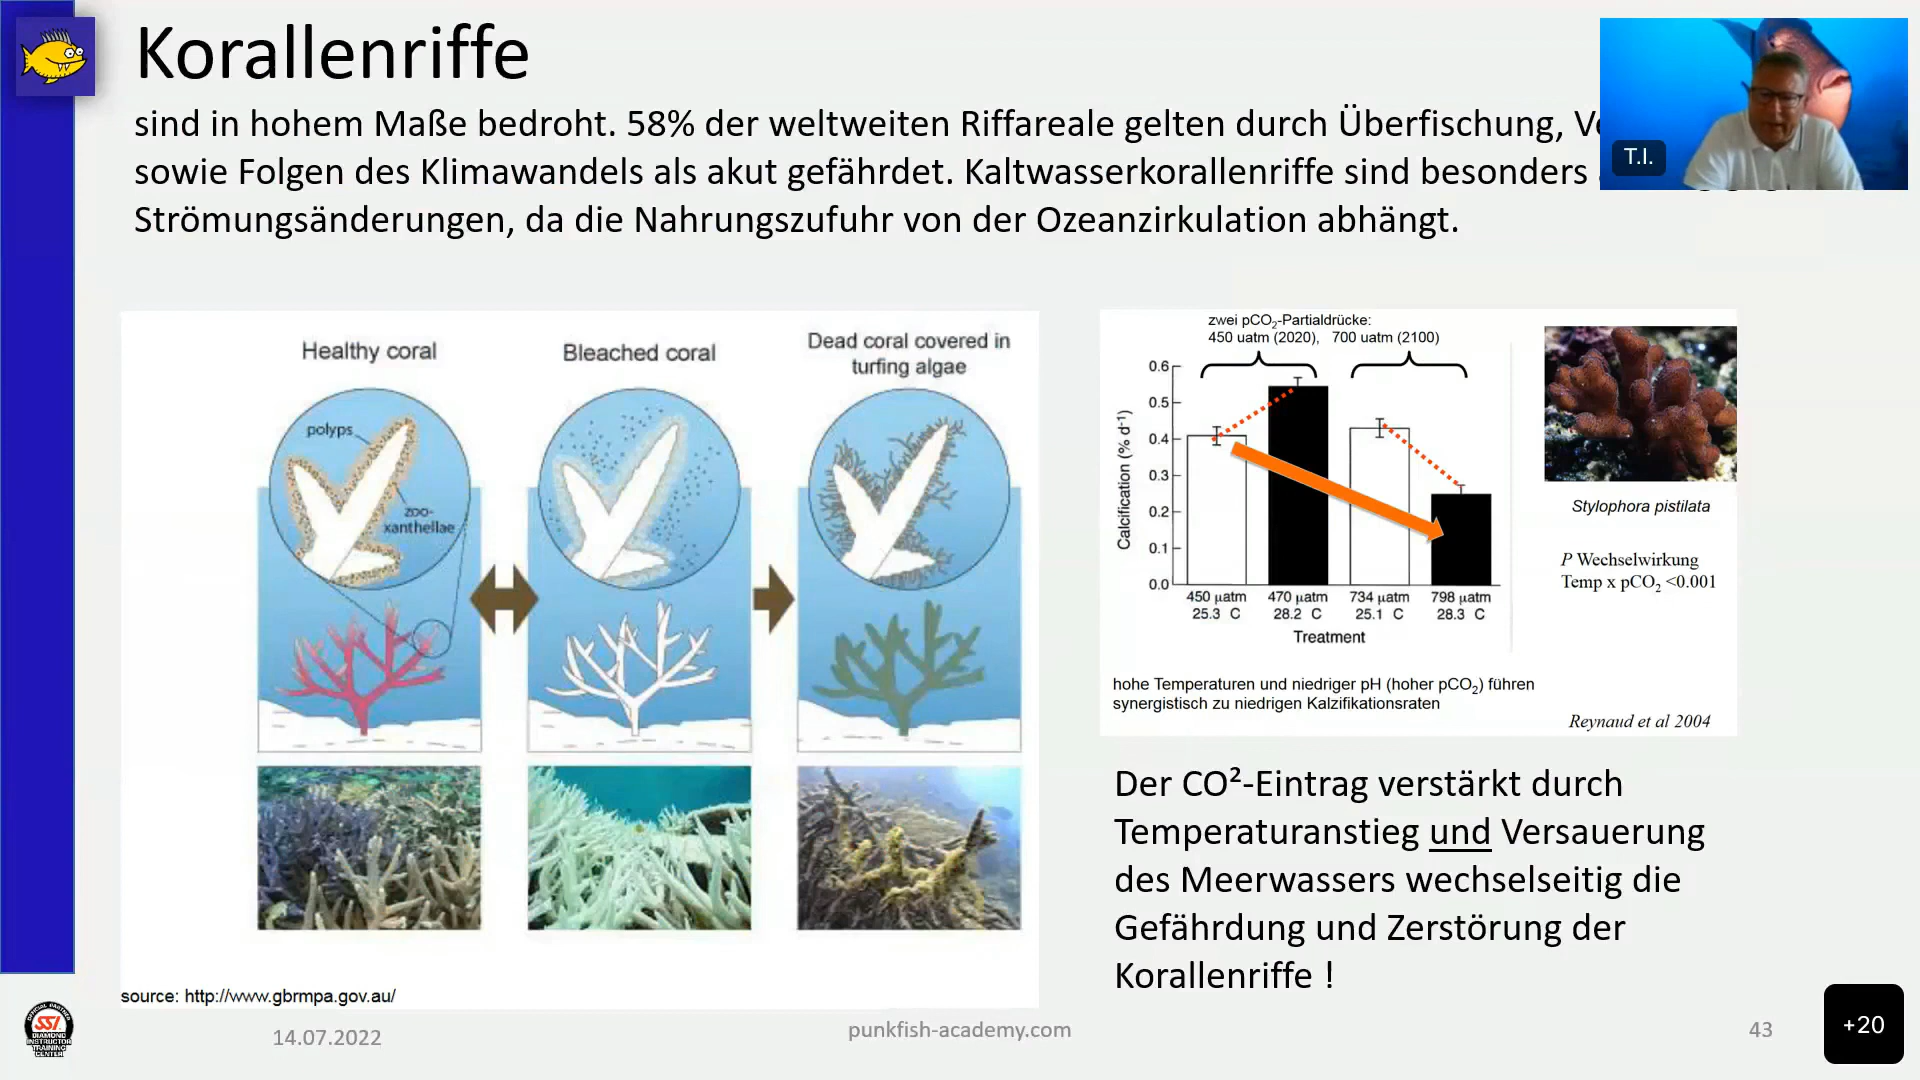 Korallenriffe
sind in hohem Maße bedroht. 58% der weltweiten Riffareale gelten durch Überfischung,
sowie Folgen des Klimawandels als akut gefährdet. Kaltwasserkorallenriffe sind besonders
Strömungsänderungen, da die Nahrungszufuhr von der Ozeanzirkulation abhängt.
T.I.
Healthy coral
Bleached coral
Dead coral covered in
turfing algae
polyps
zoo-
xanthellae
source: http://www.gbrmpa.gov.au/
zwei pCO₂-Partialdrücke:
450 uatm (2020), 700 uatm (2100)
Calcification (% d⁻¹)
0.6
0.5
0.4
0.3
0.2
0.1
0.0
450 µatm 470 µatm 734 µatm 798 µatm
25.3 C 28.2 C 25.1 C 28.3 C
Treatment
Stylophora pistilata
P Wechselwirkung
Temp x pCO₂ <0.001
hohe Temperaturen und niedriger pH (hoher pCO₂) führen
synergistisch zu niedrigen Kalzifikationsraten
Reynaud et al 2004
Der CO²-Eintrag verstärkt durch
Temperaturanstieg und Versauerung
des Meerwassers wechselseitig die
Gefährdung und Zerstörung der
Korallenriffe !
SSI
DIAMOND
INSTRUCTOR
TRAINING
CENTER
14.07.2022
punkfish-academy.com
43
+20